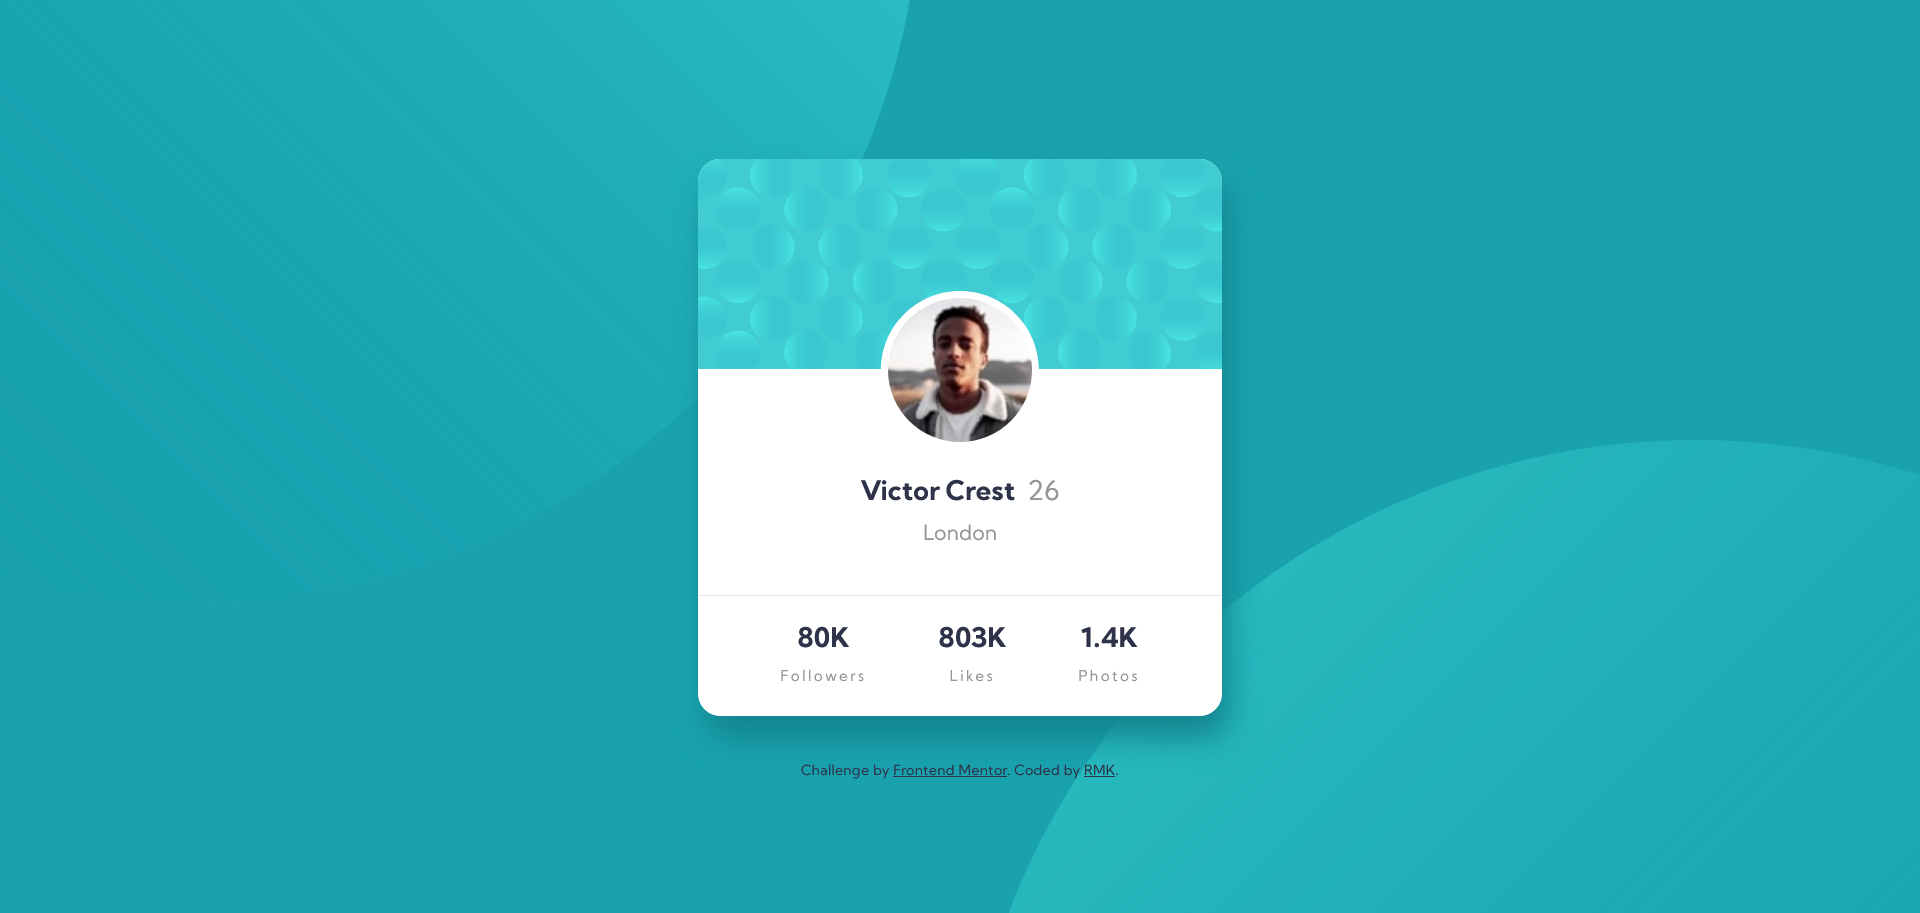 Victor Crest 26
London
80K 803K 1.4K
Followers Likes Photos
Challenge by Frontend Mentor. Coded by RMK.